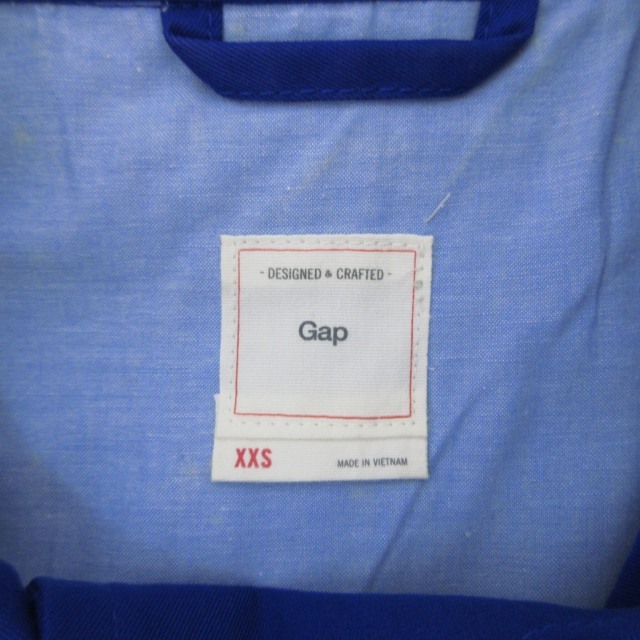 - DESIGNED & CRAFTED -
Gap
XXS MADE IN VIETNAM